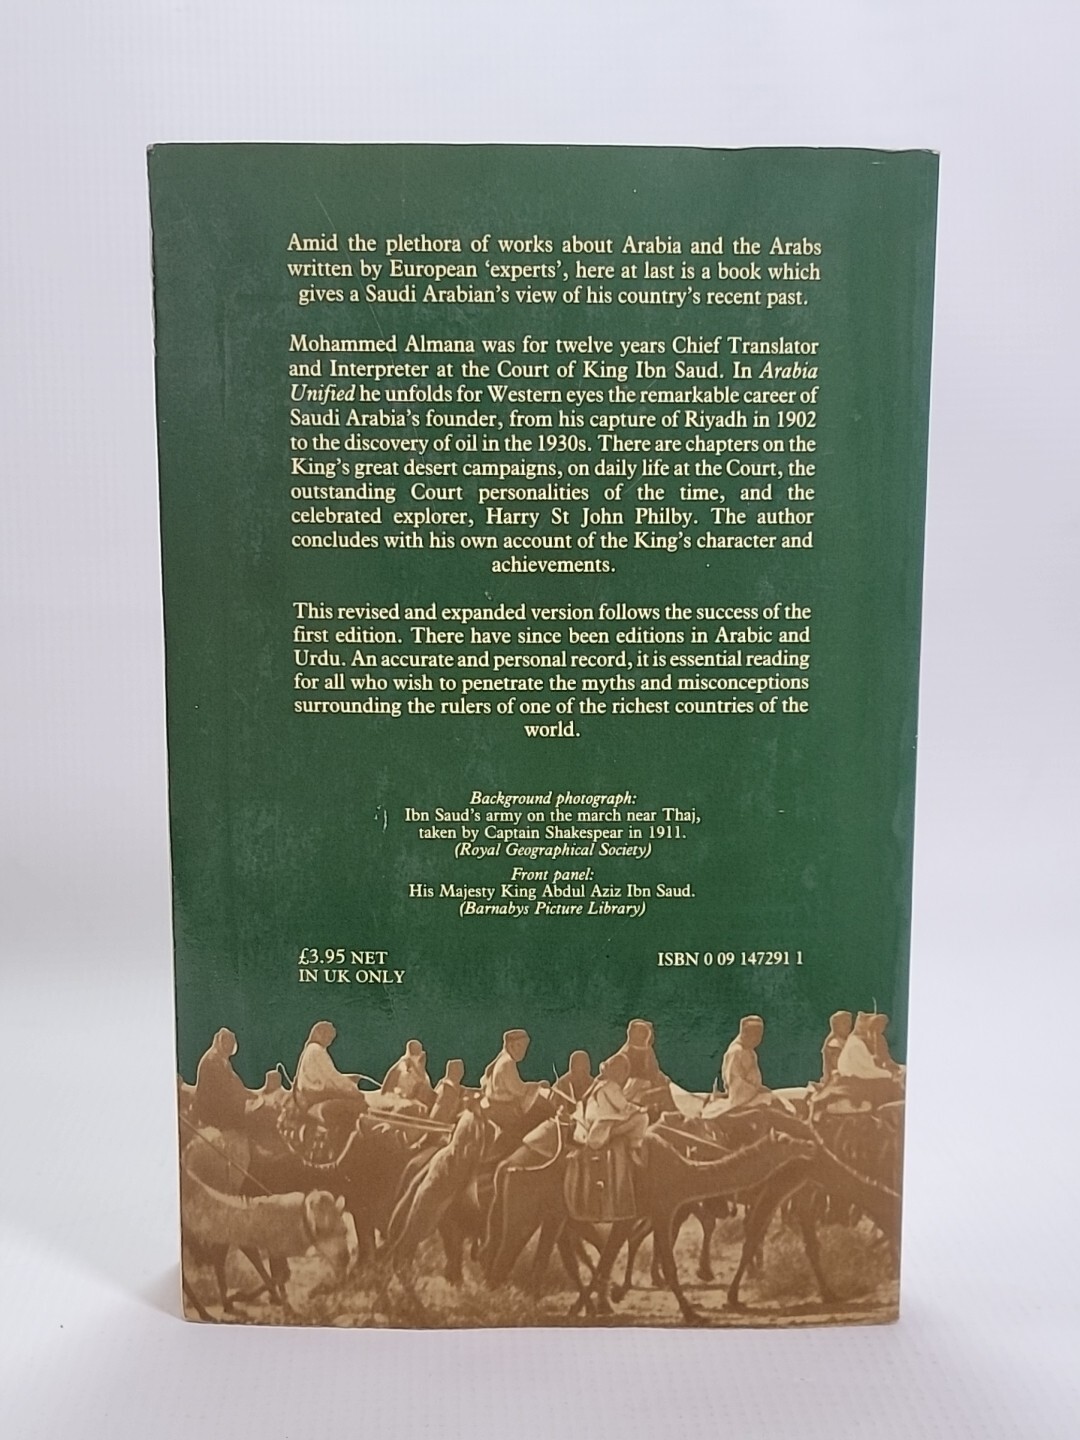 Amid the plethora of works about Arabia and the Arabs
written by European ‘experts’, here at last is a book which
gives a Saudi Arabian’s view of his country’s recent past.
Mohammed Almana was for twelve years Chief Translator
and Interpreter at the Court of King Ibn Saud. In Arabia
Unified he unfolds for Western eyes the remarkable career of
Saudi Arabia’s founder, from his capture of Riyadh in 1902
to the discovery of oil in the 1930s. There are chapters on the
King’s great desert campaigns, on daily life at the Court, the
outstanding Court personalities of the time, and the
celebrated explorer, Harry St John Philby. The author
concludes with his own account of the King’s character and
achievements.
This revised and expanded version follows the success of the
first edition. There have since been editions in Arabic and
Urdu. An accurate and personal record, it is essential reading
for all who wish to penetrate the myths and misconceptions
surrounding the rulers of one of the richest countries of the
world.
Background photograph:
Ibn Saud’s army on the march near Thaj,
taken by Captain Shakespear in 1911.
(Royal Geographical Society)
Front panel:
His Majesty King Abdul Aziz Ibn Saud.
(Barnabys Picture Library)
£3.95 NET
IN UK ONLY
ISBN 0 09 147291 1